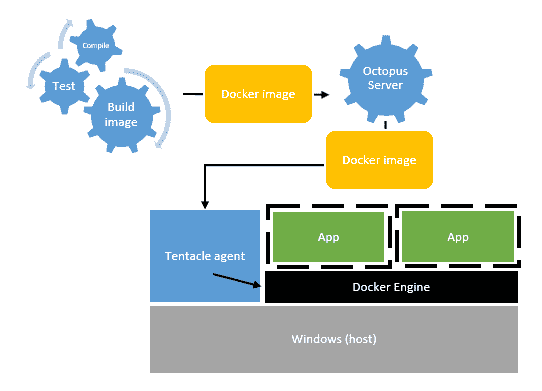 Compile
Test
Build
image
Docker image
Octopus
Server
Docker image
Tentacle agent
App
App
Docker Engine
Windows (host)